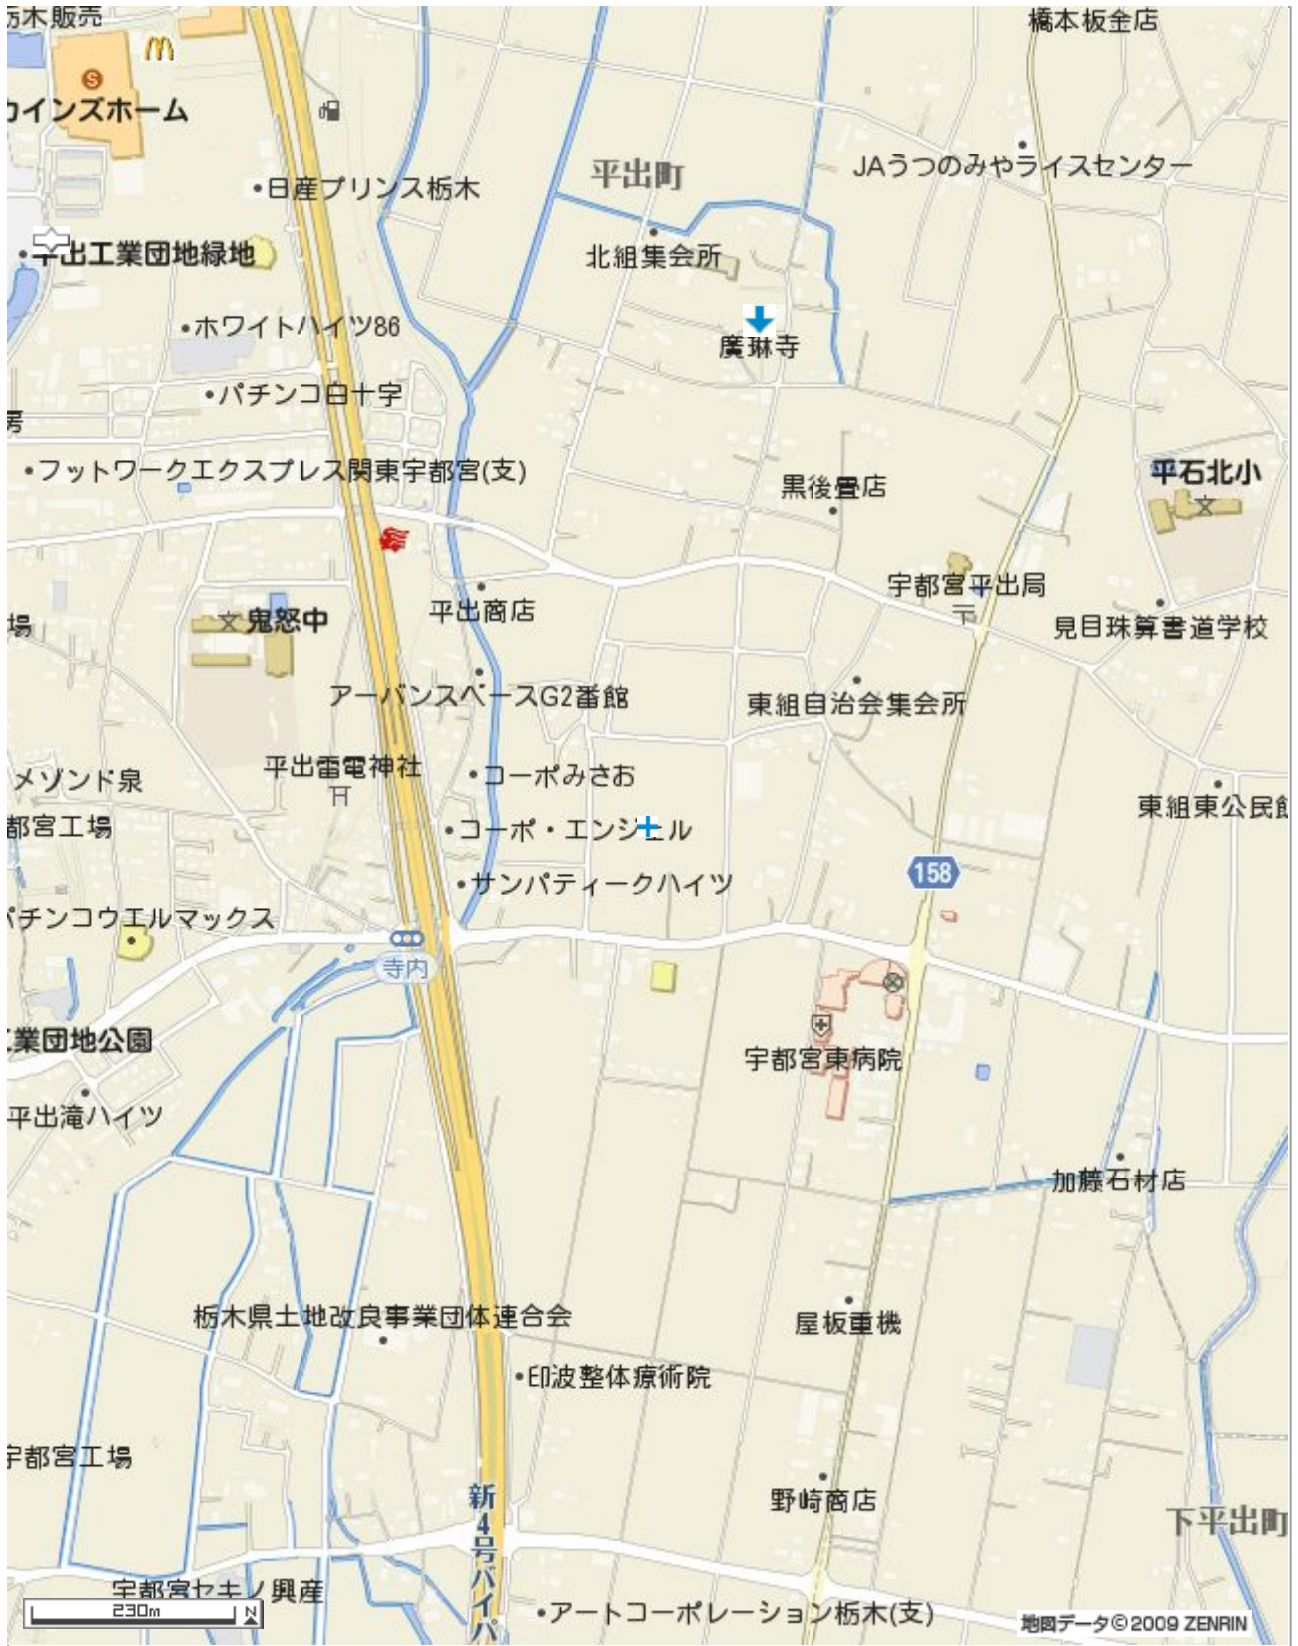 栃木販売
橋本板金店
S
カインズホーム
JAうつのみやライスセンター
平出町
日産プリンス栃木
平出工業団地緑地
北組集会所
ホワイトハイツ86
廣琳寺
パチンコ白十字
房
フットワークエクスプレス関東宇都宮(支)
平石北小
黒後畳店
宇都宮平出局
平出商店
鬼怒中
場
見目珠算書道学校
アーバンスペースG2番館
東組自治会集会所
平出雷電神社
コーポみさお
メゾンド泉
東組東公民館
都宮工場
コーポ・エンジェル
158
サンパティークハイツ
パチンコウエルマックス
寺内
工業団地公園
宇都宮東病院
平出滝ハイツ
加藤石材店
栃木県土地改良事業団体連合会
屋板重機
印波整体療術院
宇都宮工場
新4号バイパ
野崎商店
下平出町
宇都宮セキノ興産
230m
N
アートコーポレーション栃木(支)
地図データ©2009 ZENRIN